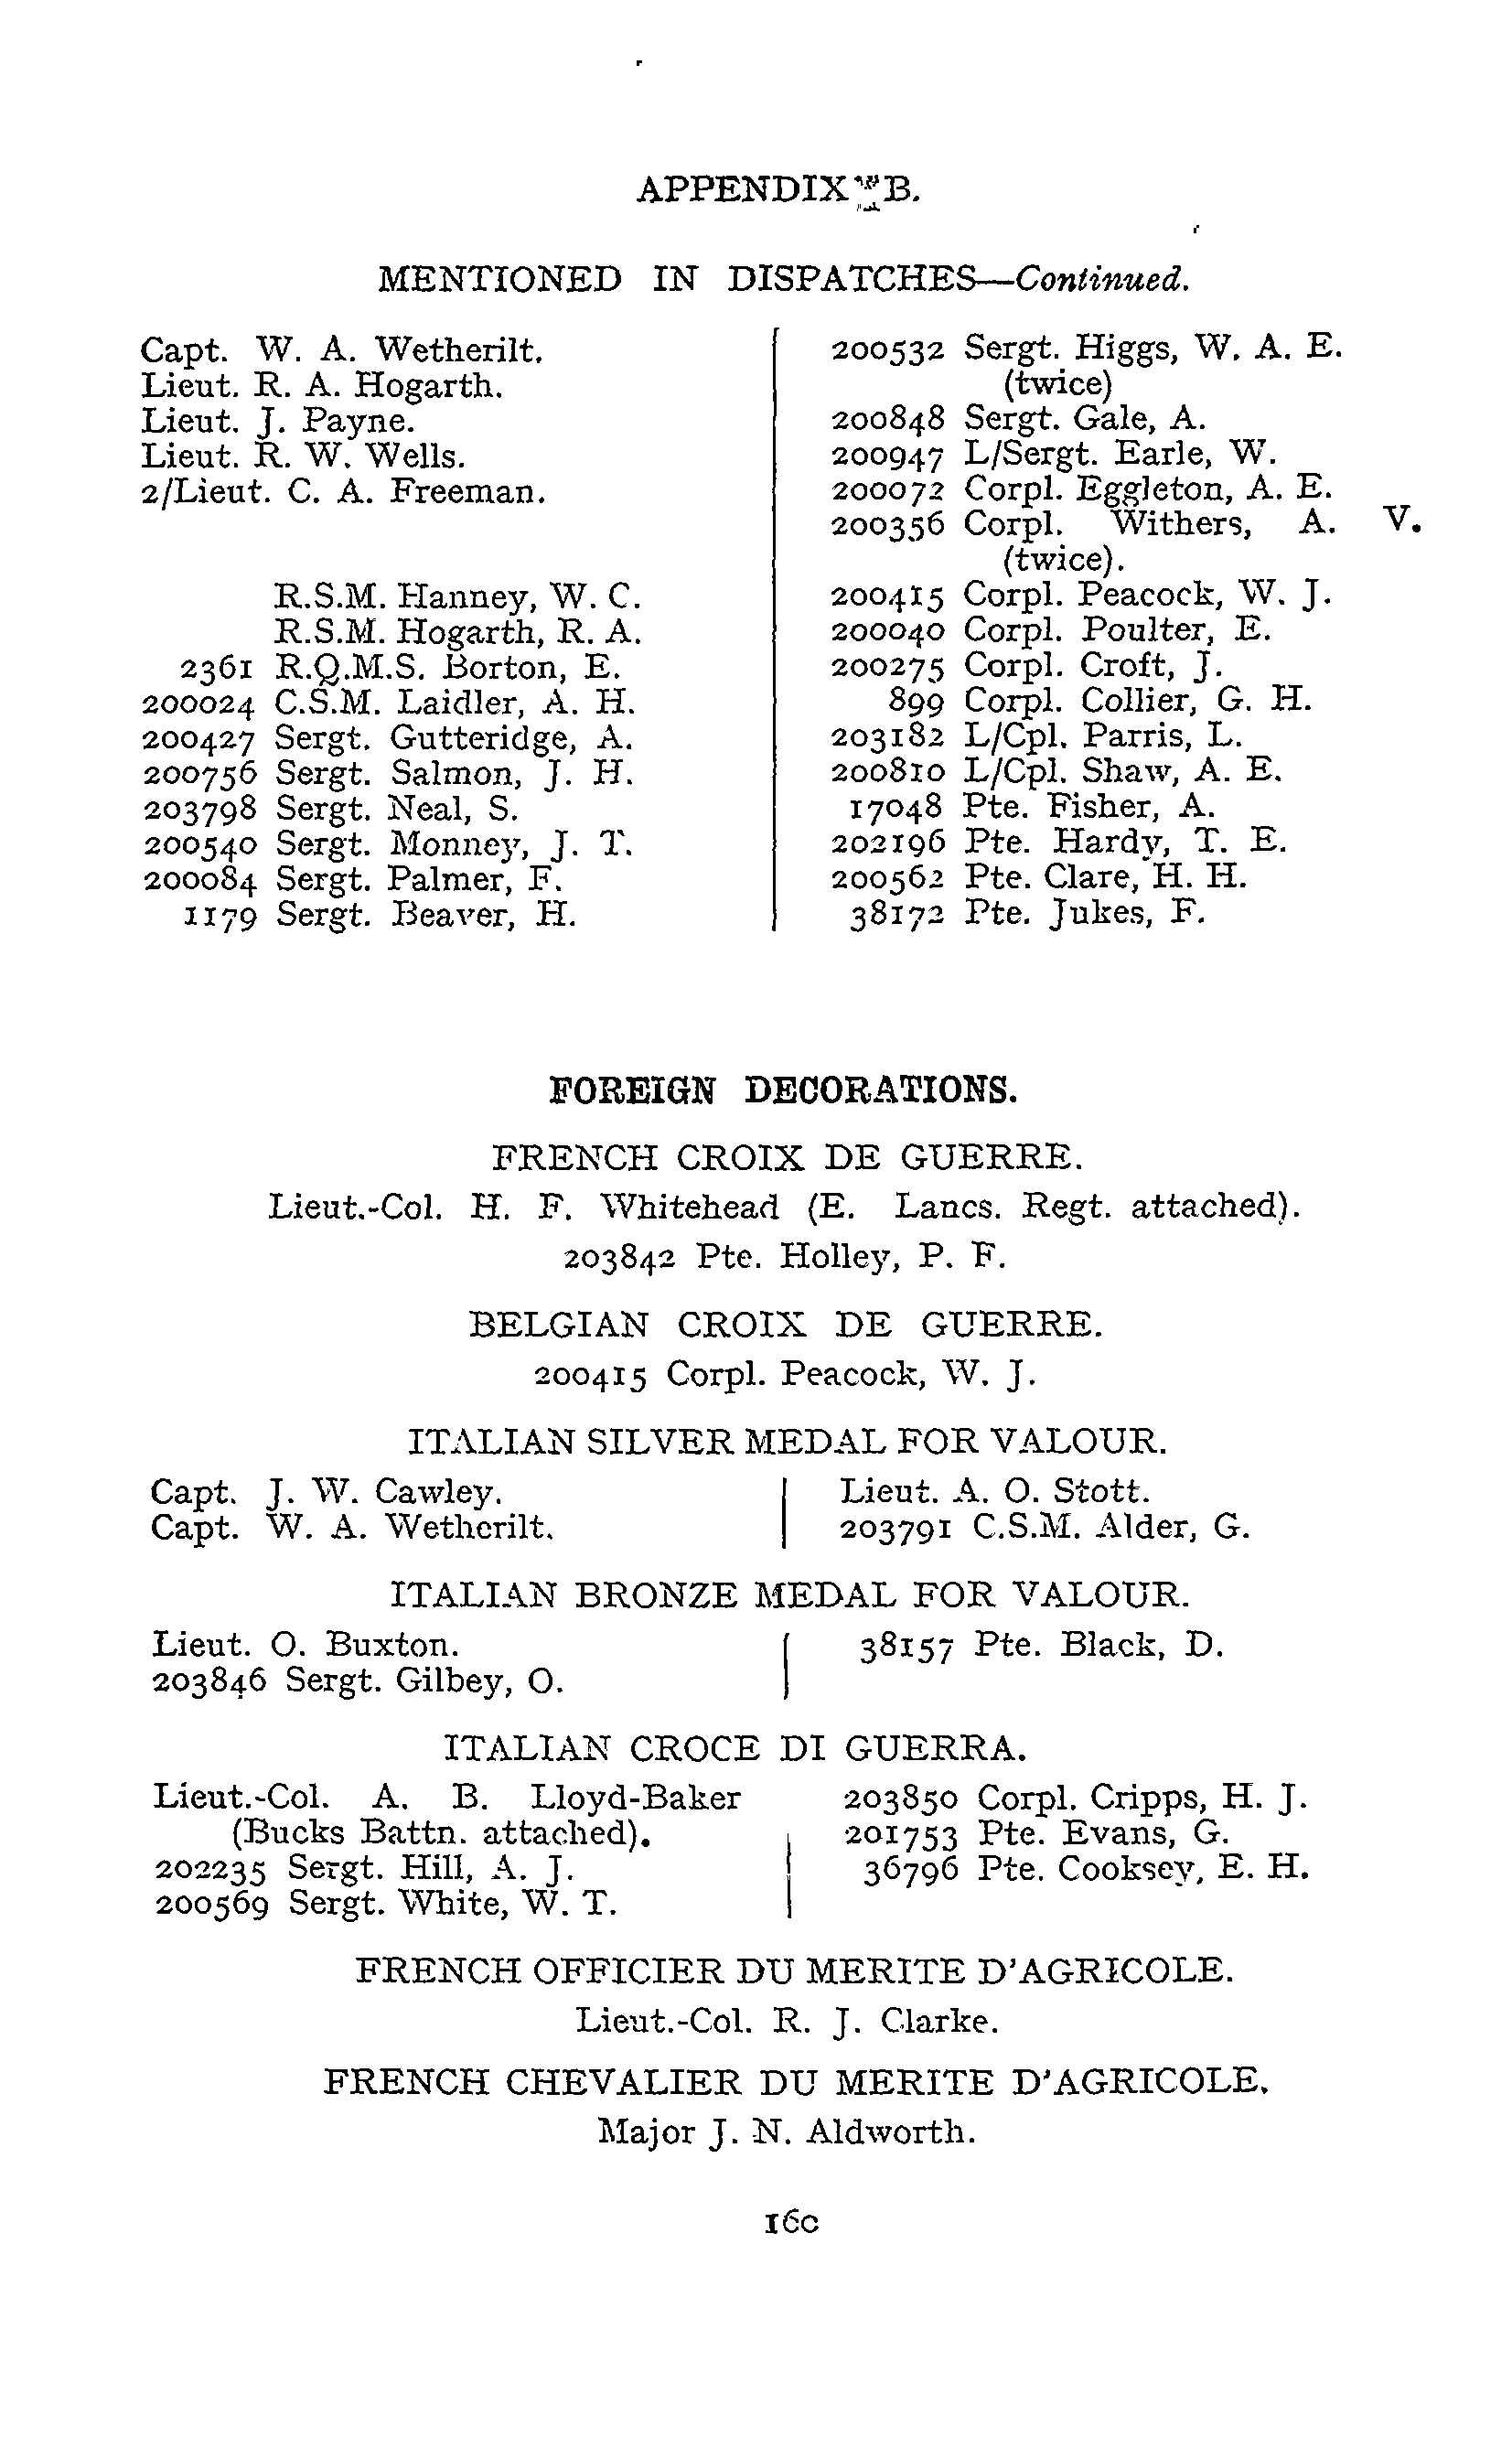 APPENDIX B.
MENTIONED IN DISPATCHES—Continued.
Capt. W. A. Wetherilt.
Lieut. R. A. Hogarth.
Lieut. J. Payne.
Lieut. R. W. Wells.
2/Lieut. C. A. Freeman.
R.S.M. Hanney, W. C.
R.S.M. Hogarth, R. A.
2361 R.Q.M.S. Borton, E.
200024 C.S.M. Laidler, A. H.
200427 Sergt. Gutteridge, A.
200756 Sergt. Salmon, J. H.
203798 Sergt. Neal, S.
200540 Sergt. Monney, J. T.
200084 Sergt. Palmer, F.
1179 Sergt. Beaver, H.
200532 Sergt. Higgs, W. A. E.
(twice)
200848 Sergt. Gale, A.
200947 L/Sergt. Earle, W.
200072 Corpl. Eggleton, A. E.
200356 Corpl. Withers, A. V.
(twice).
200415 Corpl. Peacock, W. J.
200040 Corpl. Poulter, E.
200275 Corpl. Croft, J.
899 Corpl. Collier, G. H.
203182 L/Cpl. Parris, L.
200810 L/Cpl. Shaw, A. E.
17048 Pte. Fisher, A.
202196 Pte. Hardy, T. E.
200562 Pte. Clare, H. H.
38172 Pte. Jukes, F.
FOREIGN DECORATIONS.
FRENCH CROIX DE GUERRE.
Lieut.-Col. H. F. Whitehead (E. Lancs. Regt. attached).
203842 Pte. Holley, P. F.
BELGIAN CROIX DE GUERRE.
200415 Corpl. Peacock, W. J.
ITALIAN SILVER MEDAL FOR VALOUR.
Capt. J. W. Cawley.
Capt. W. A. Wetherilt.
Lieut. A. O. Stott.
203791 C.S.M. Alder, G.
ITALIAN BRONZE MEDAL FOR VALOUR.
Lieut. O. Buxton.
203846 Sergt. Gilbey, O.
38157 Pte. Black, D.
ITALIAN CROCE DI GUERRA.
Lieut.-Col. A. B. Lloyd-Baker
(Bucks Battn. attached).
202235 Sergt. Hill, A. J.
200569 Sergt. White, W. T.
203850 Corpl. Cripps, H. J.
201753 Pte. Evans, G.
36796 Pte. Cooksey, E. H.
FRENCH OFFICIER DU MERITE D'AGRICOLE.
Lieut.-Col. R. J. Clarke.
FRENCH CHEVALIER DU MERITE D'AGRICOLE.
Major J. N. Aldworth.
160